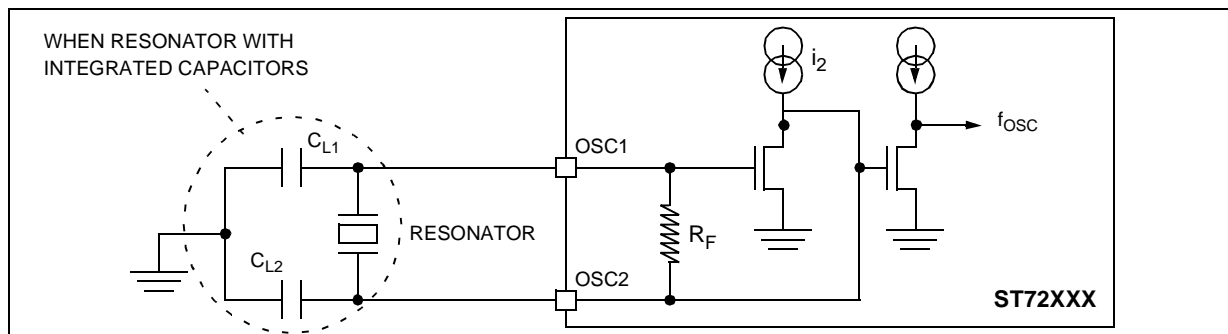 WHEN RESONATOR WITH
INTEGRATED CAPACITORS
i2
fOSC
CL1
OSC1
RESONATOR
RF
CL2
OSC2
ST72XXX